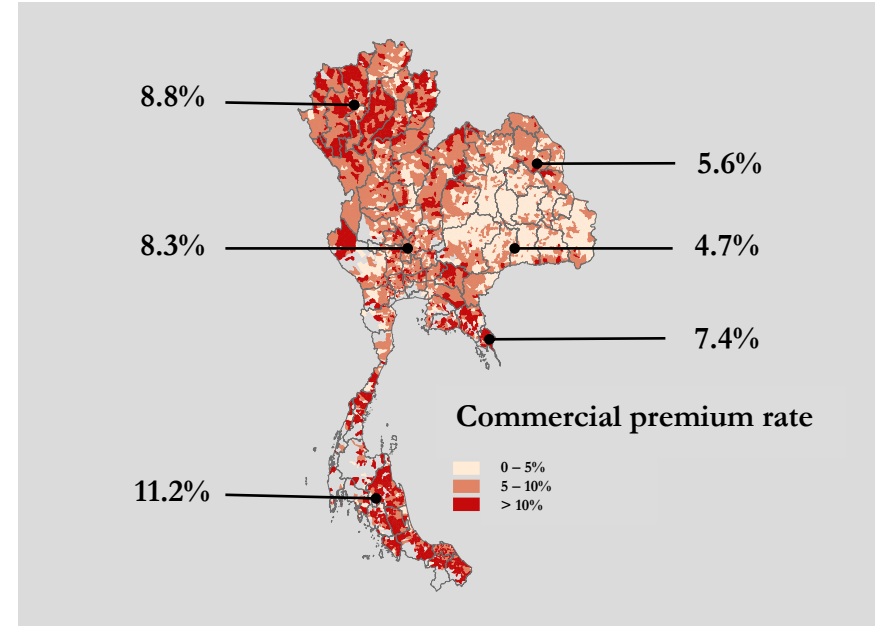 8.8%
5.6%
8.3%
4.7%
7.4%
Commercial premium rate
0 – 5%
5 – 10%
> 10%
11.2%